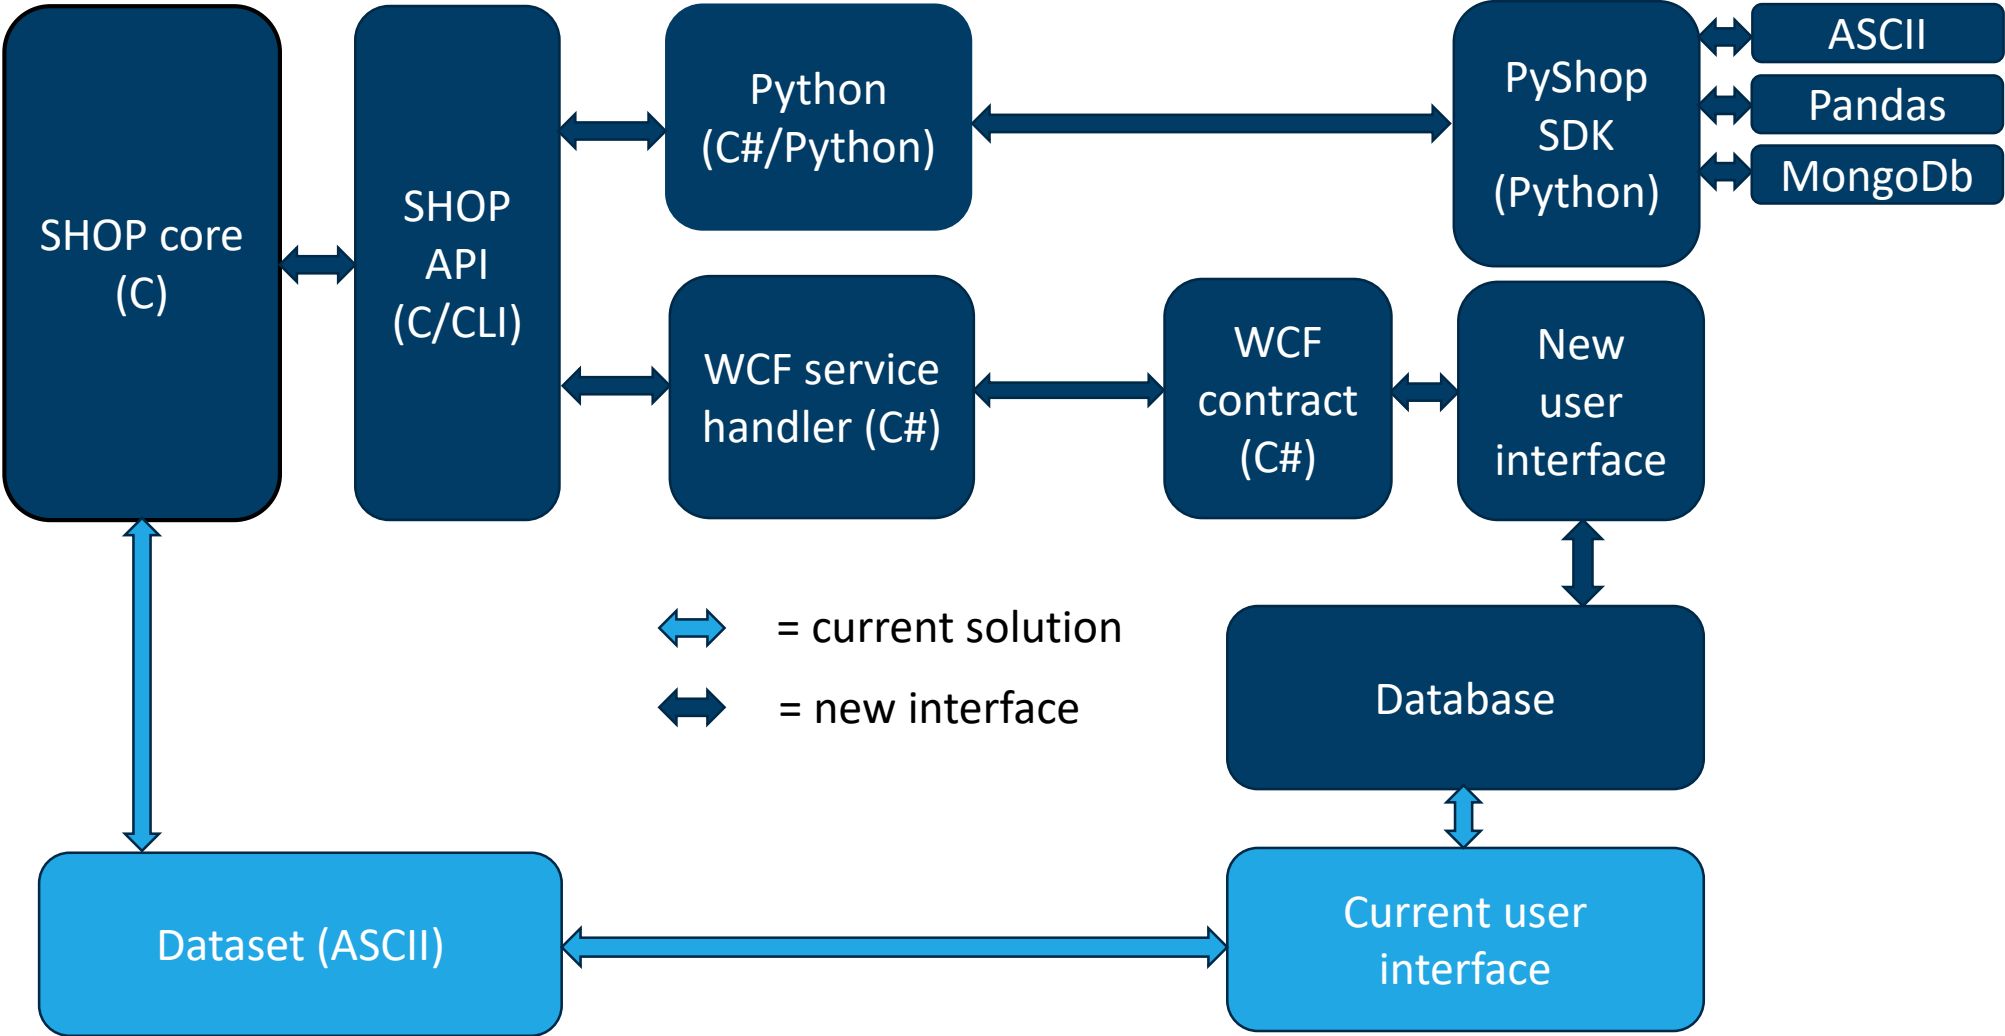 SHOP core
(C)
SHOP
API
(C/CLI)
Python
(C#/Python)
PyShop
SDK
(Python)
ASCII
Pandas
MongoDb
WCF service
handler (C#)
WCF
contract
(C#)
New
user
interface
= current solution
= new interface
Database
Dataset (ASCII)
Current user
interface